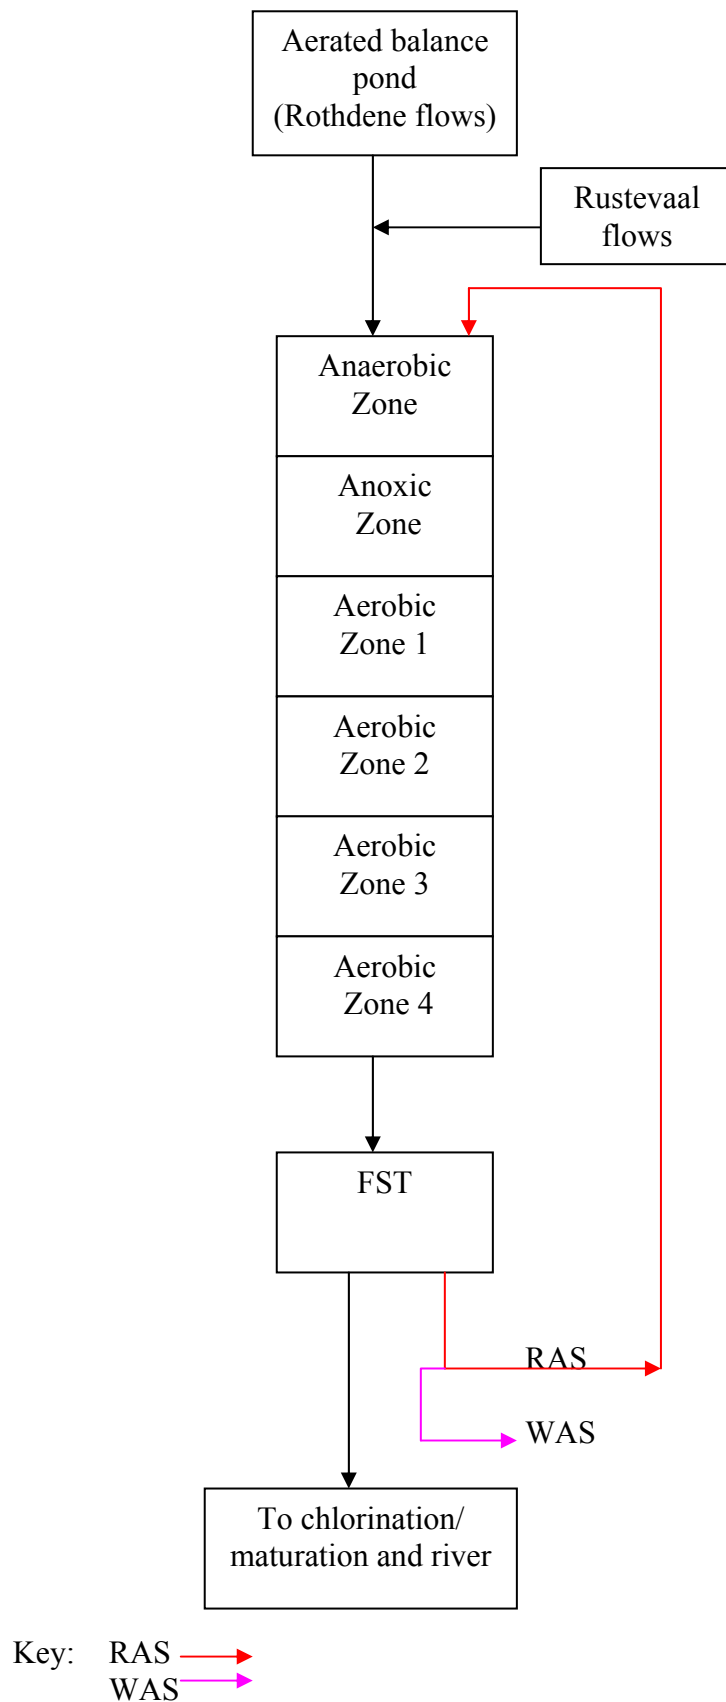 Aerated balance
pond
(Rothdene flows)
Rustevaal
flows
Anaerobic
Zone
Anoxic
Zone
Aerobic
Zone 1
Aerobic
Zone 2
Aerobic
Zone 3
Aerobic
Zone 4
FST
RAS
WAS
To chlorination/
maturation and river
Key: RAS
WAS